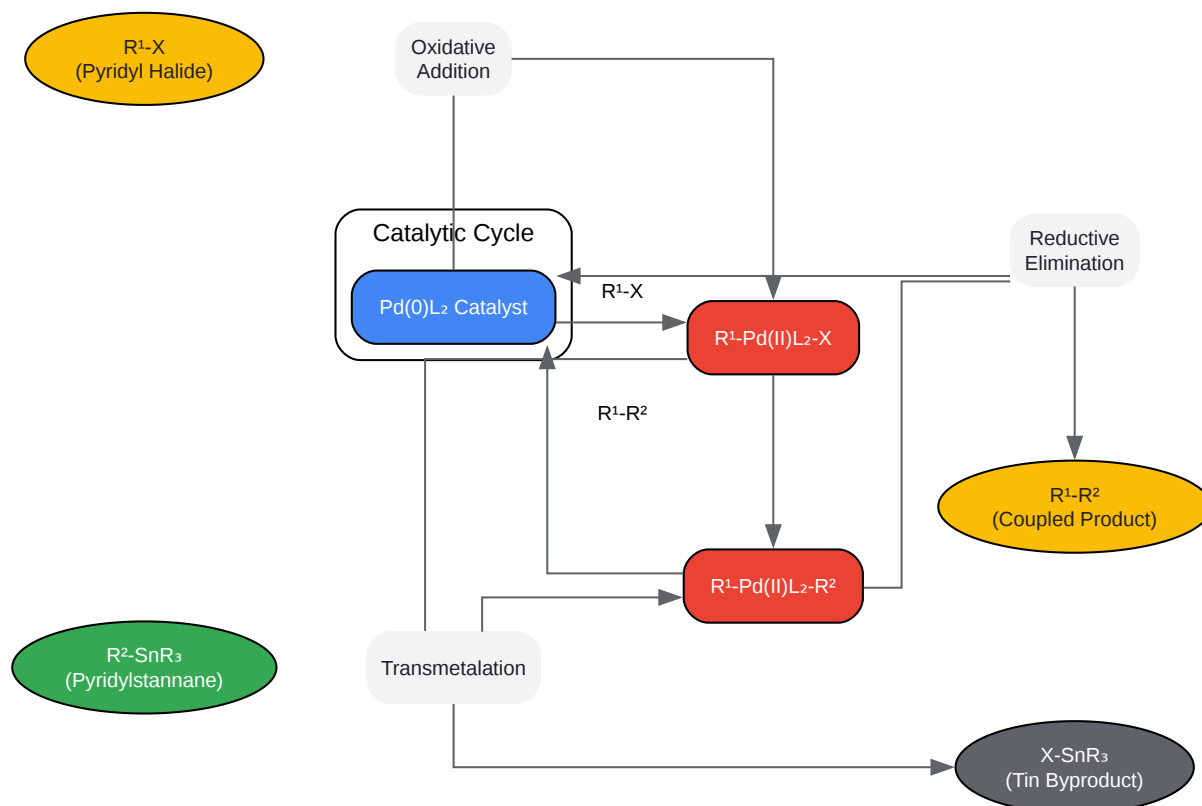 R¹-X
(Pyridyl Halide)
Oxidative
Addition
Catalytic Cycle
Reductive
Elimination
Pd(0)L₂ Catalyst
R¹-X
R¹-Pd(II)L₂-X
R¹-R²
R¹-R²
(Coupled Product)
R¹-Pd(II)L₂-R²
R²-SnR₃
(Pyridylstannane)
Transmetalation
X-SnR₃
(Tin Byproduct)